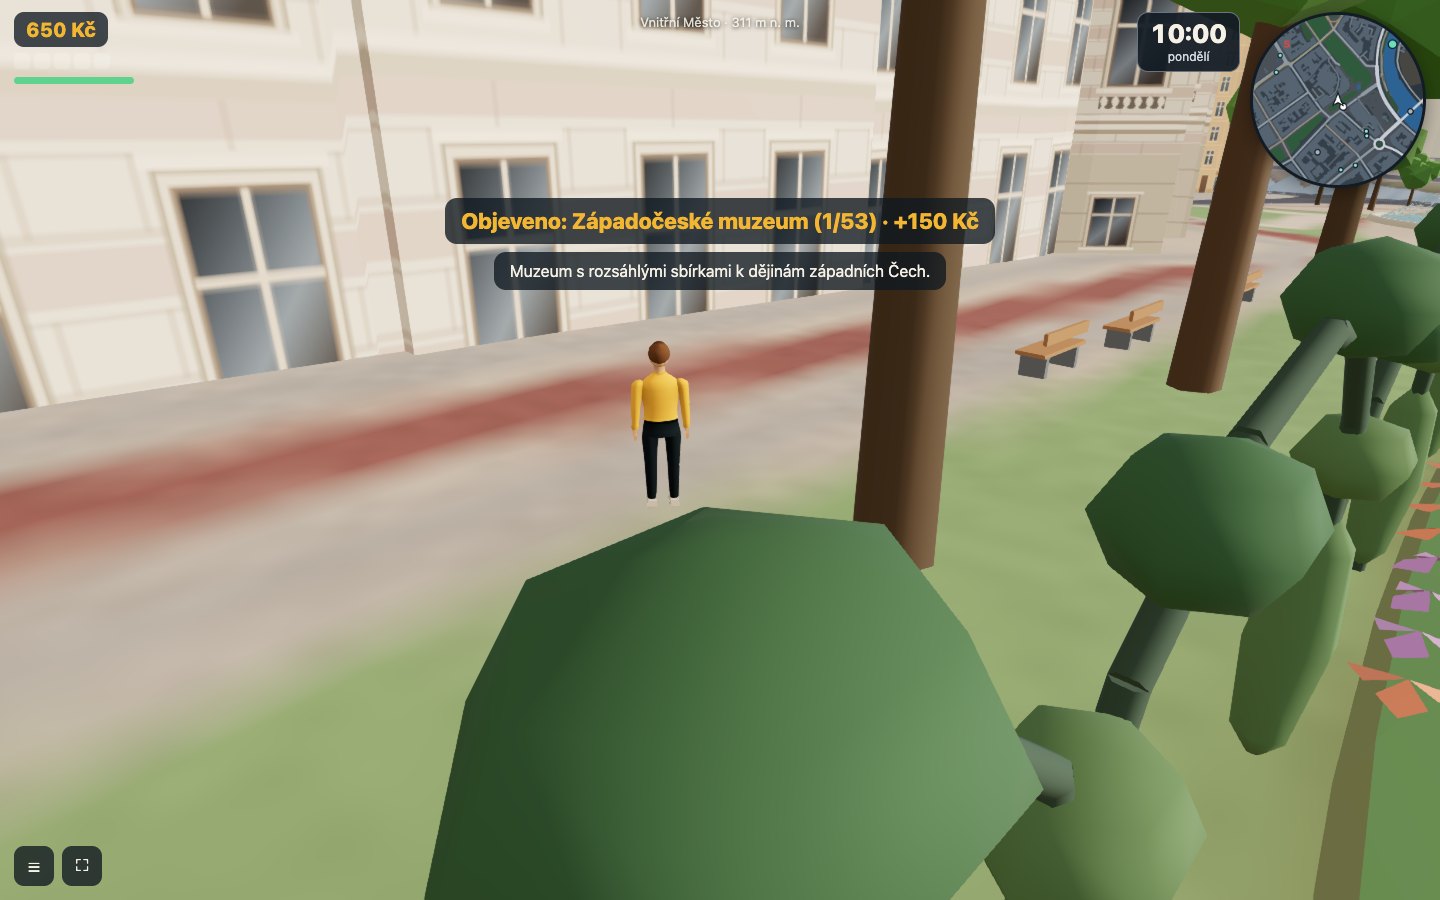 650 Kč
Vnitřní Město · 311 m n. m.
10:00
pondělí
S
Objeveno: Západočeské muzeum (1/53) · +150 Kč
Muzeum s rozsáhlými sbírkami k dějinám západních Čech.